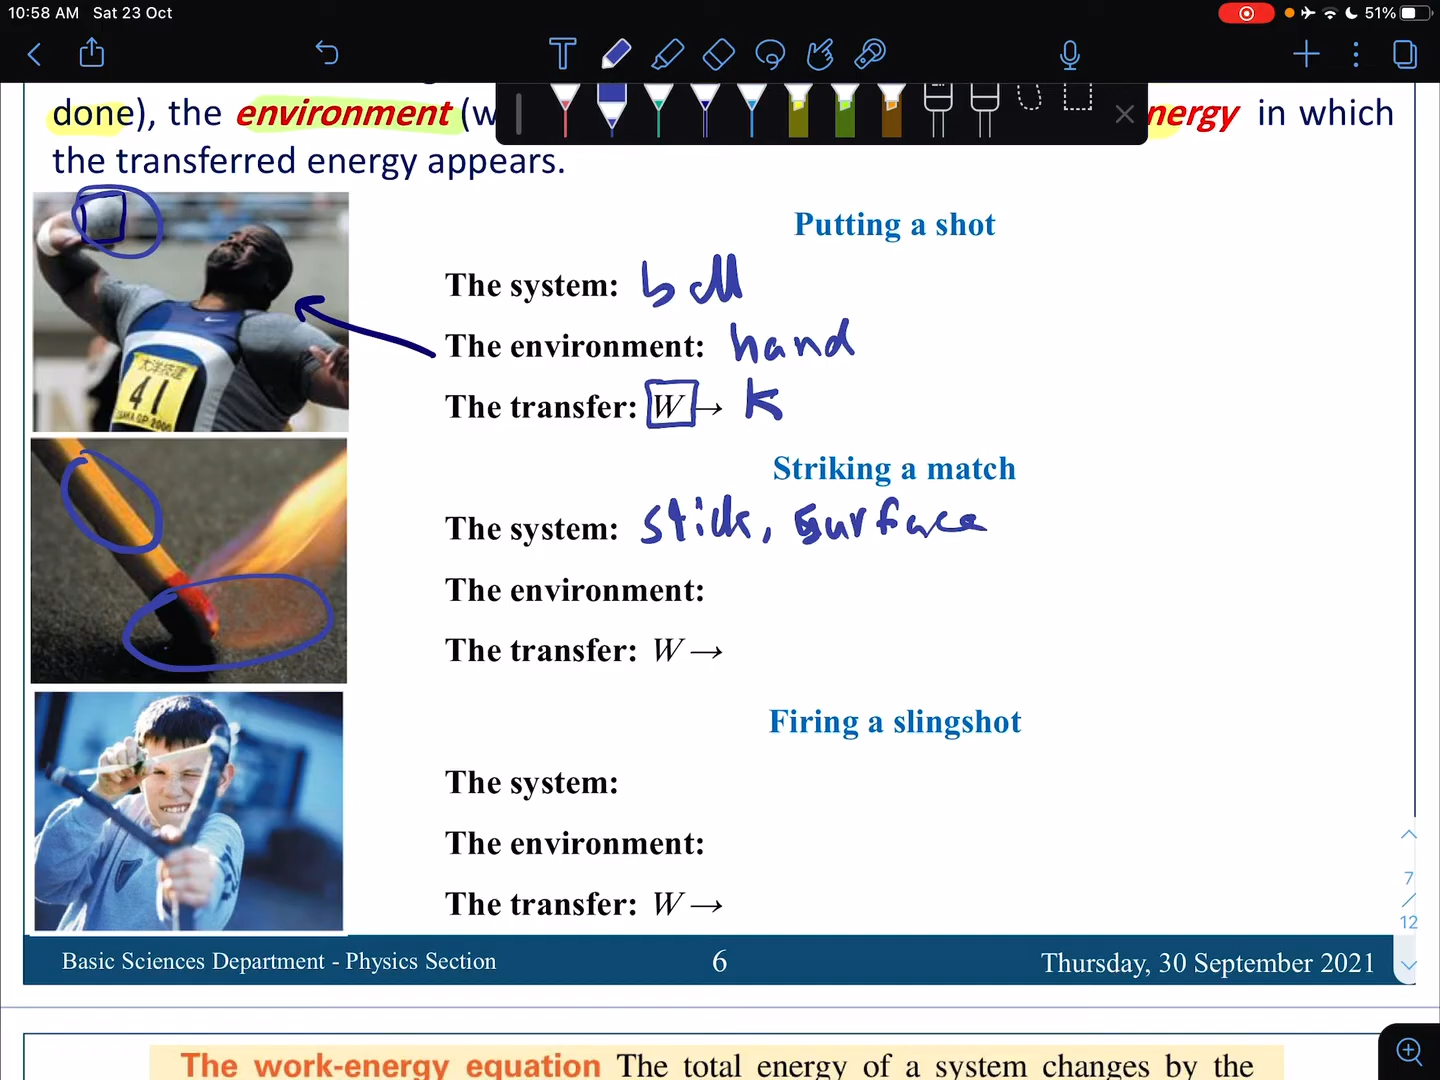 10:58 AM Sat 23 Oct
51%
done), the environment (w
nergy in which
the transferred energy appears.
Putting a shot
The system: ball
The environment: hand
The transfer: W → K
41
Striking a match
The system: stick, surface
The environment:
The transfer: W →
Firing a slingshot
The system:
The environment:
The transfer: W →
7
/
12
Basic Sciences Department - Physics Section
6
Thursday, 30 September 2021
The work-energy equation The total energy of a system changes by the